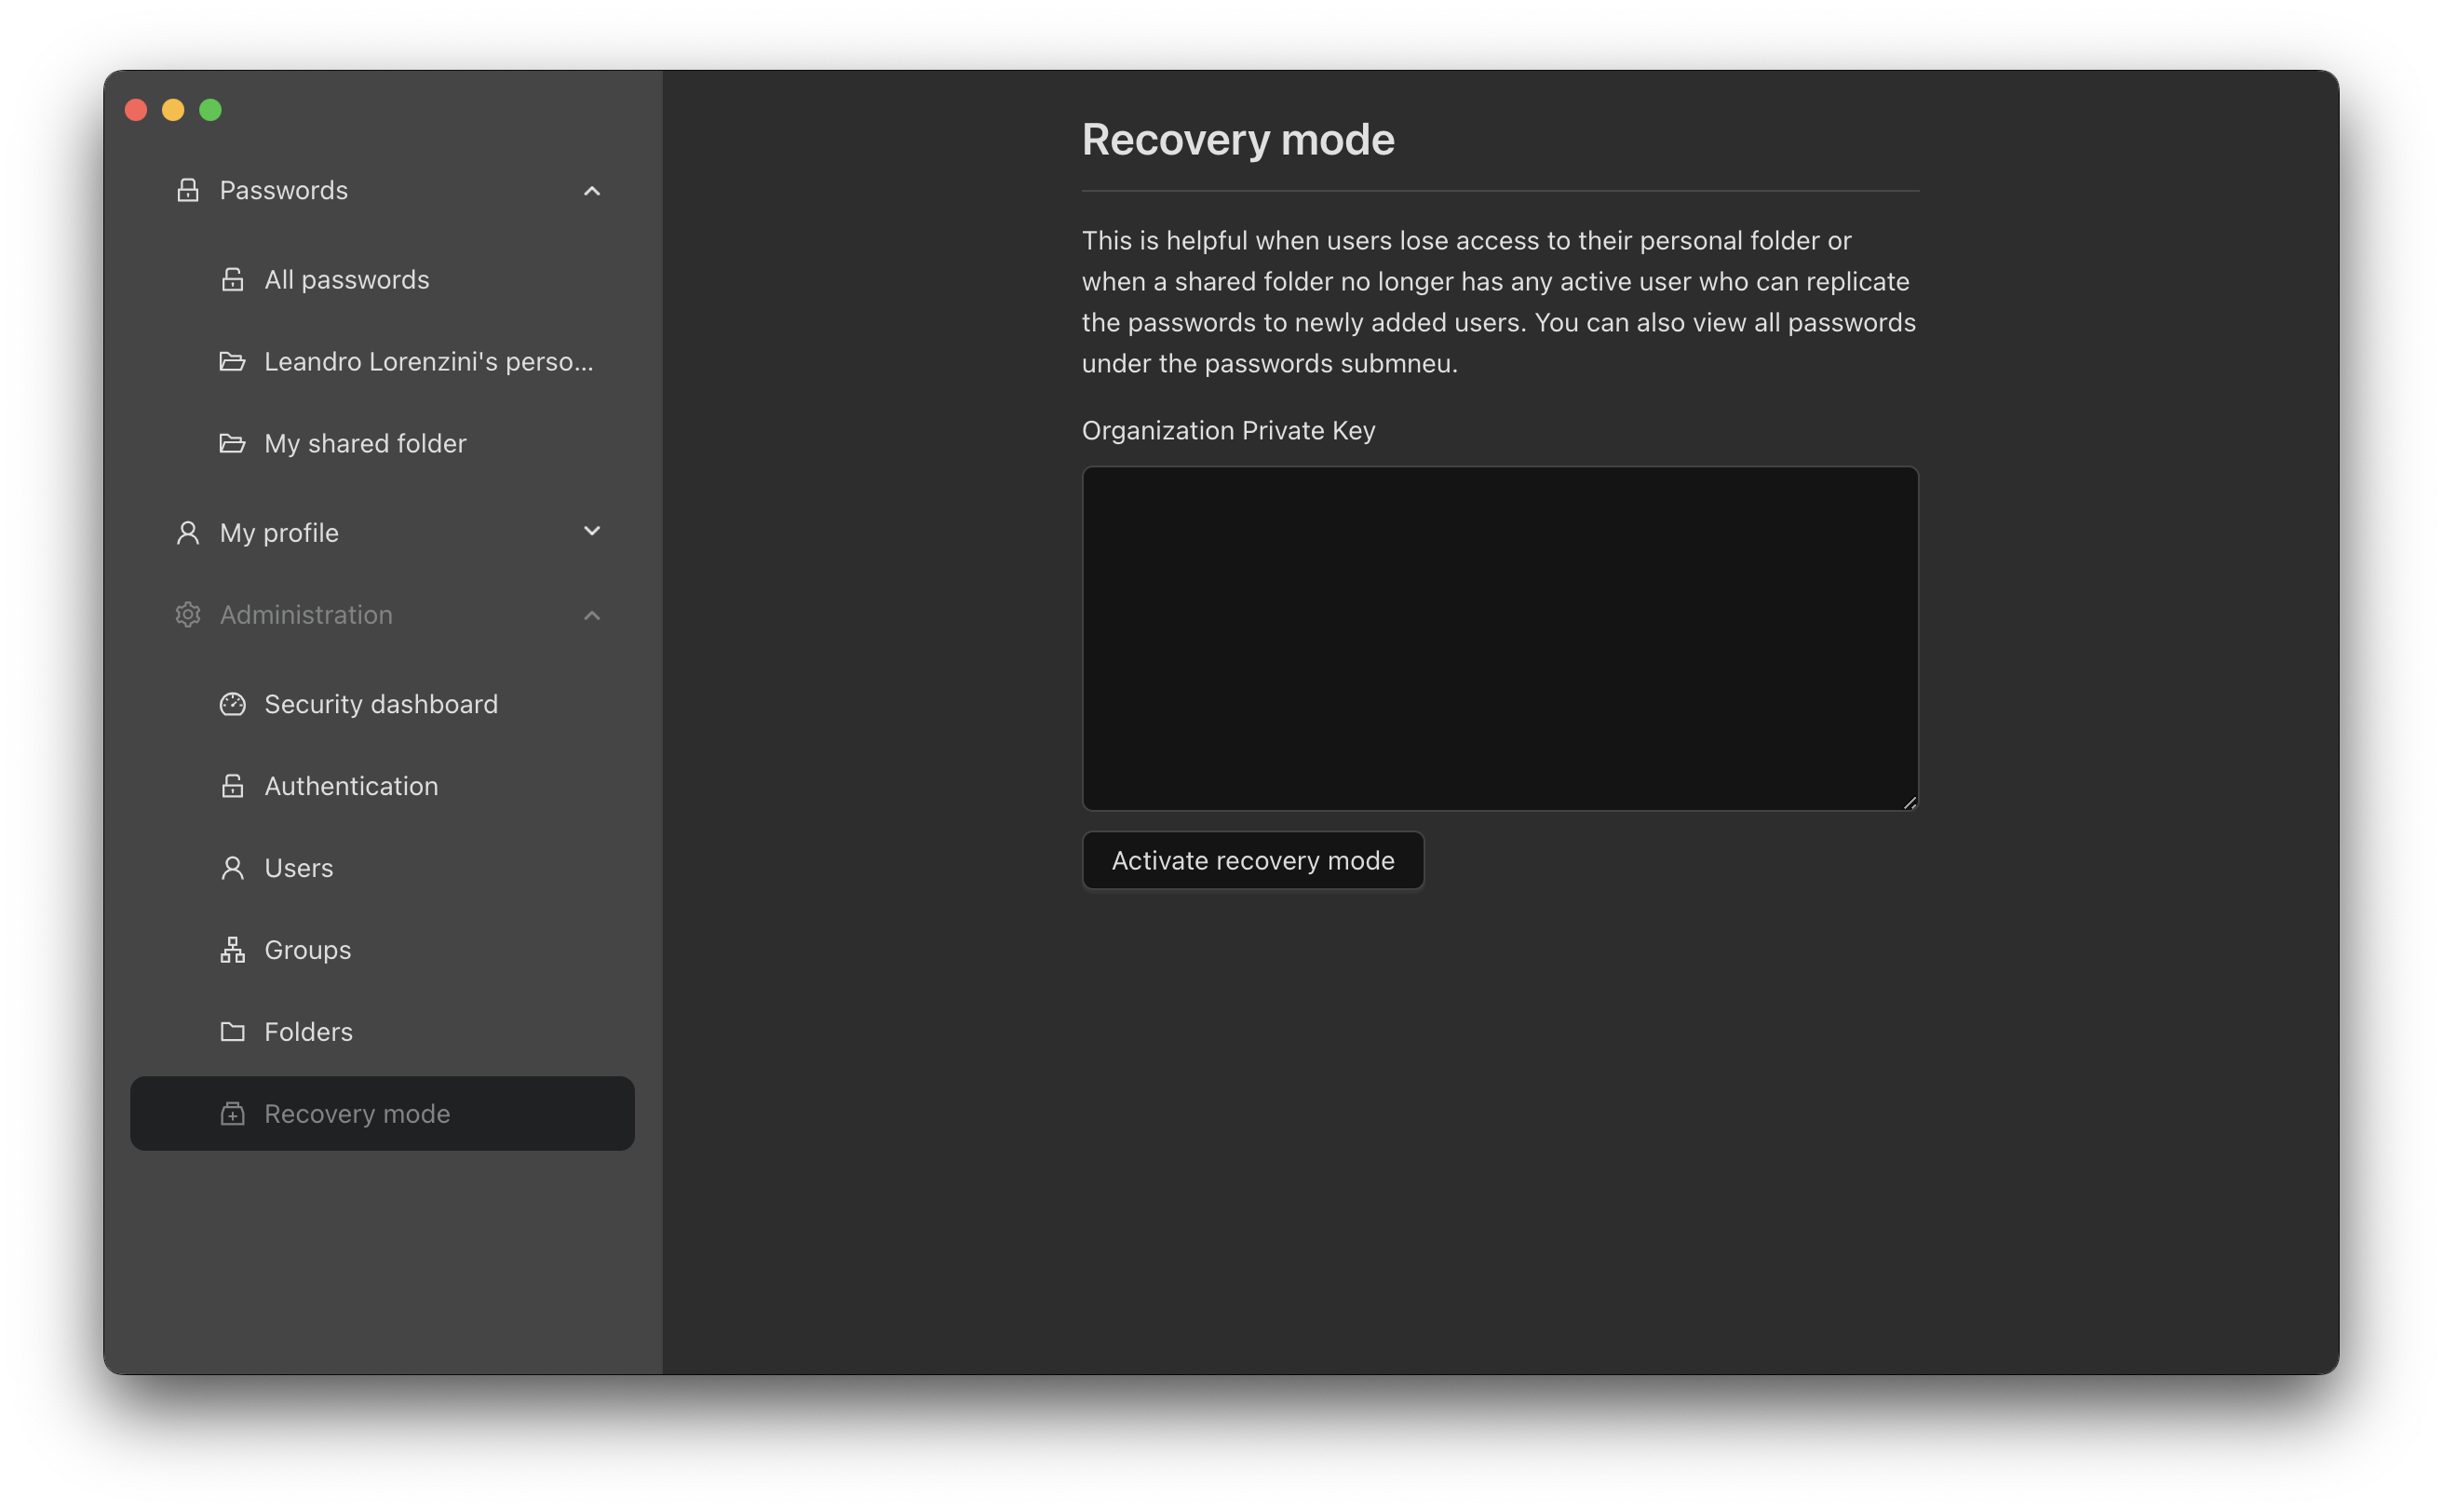 Passwords
All passwords
Leandro Lorenzini's perso...
My shared folder
My profile
Administration
Security dashboard
Authentication
Users
Groups
Folders
Recovery mode
Recovery mode
This is helpful when users lose access to their personal folder or
when a shared folder no longer has any active user who can replicate
the passwords to newly added users. You can also view all passwords
under the passwords submneu.
Organization Private Key
Activate recovery mode